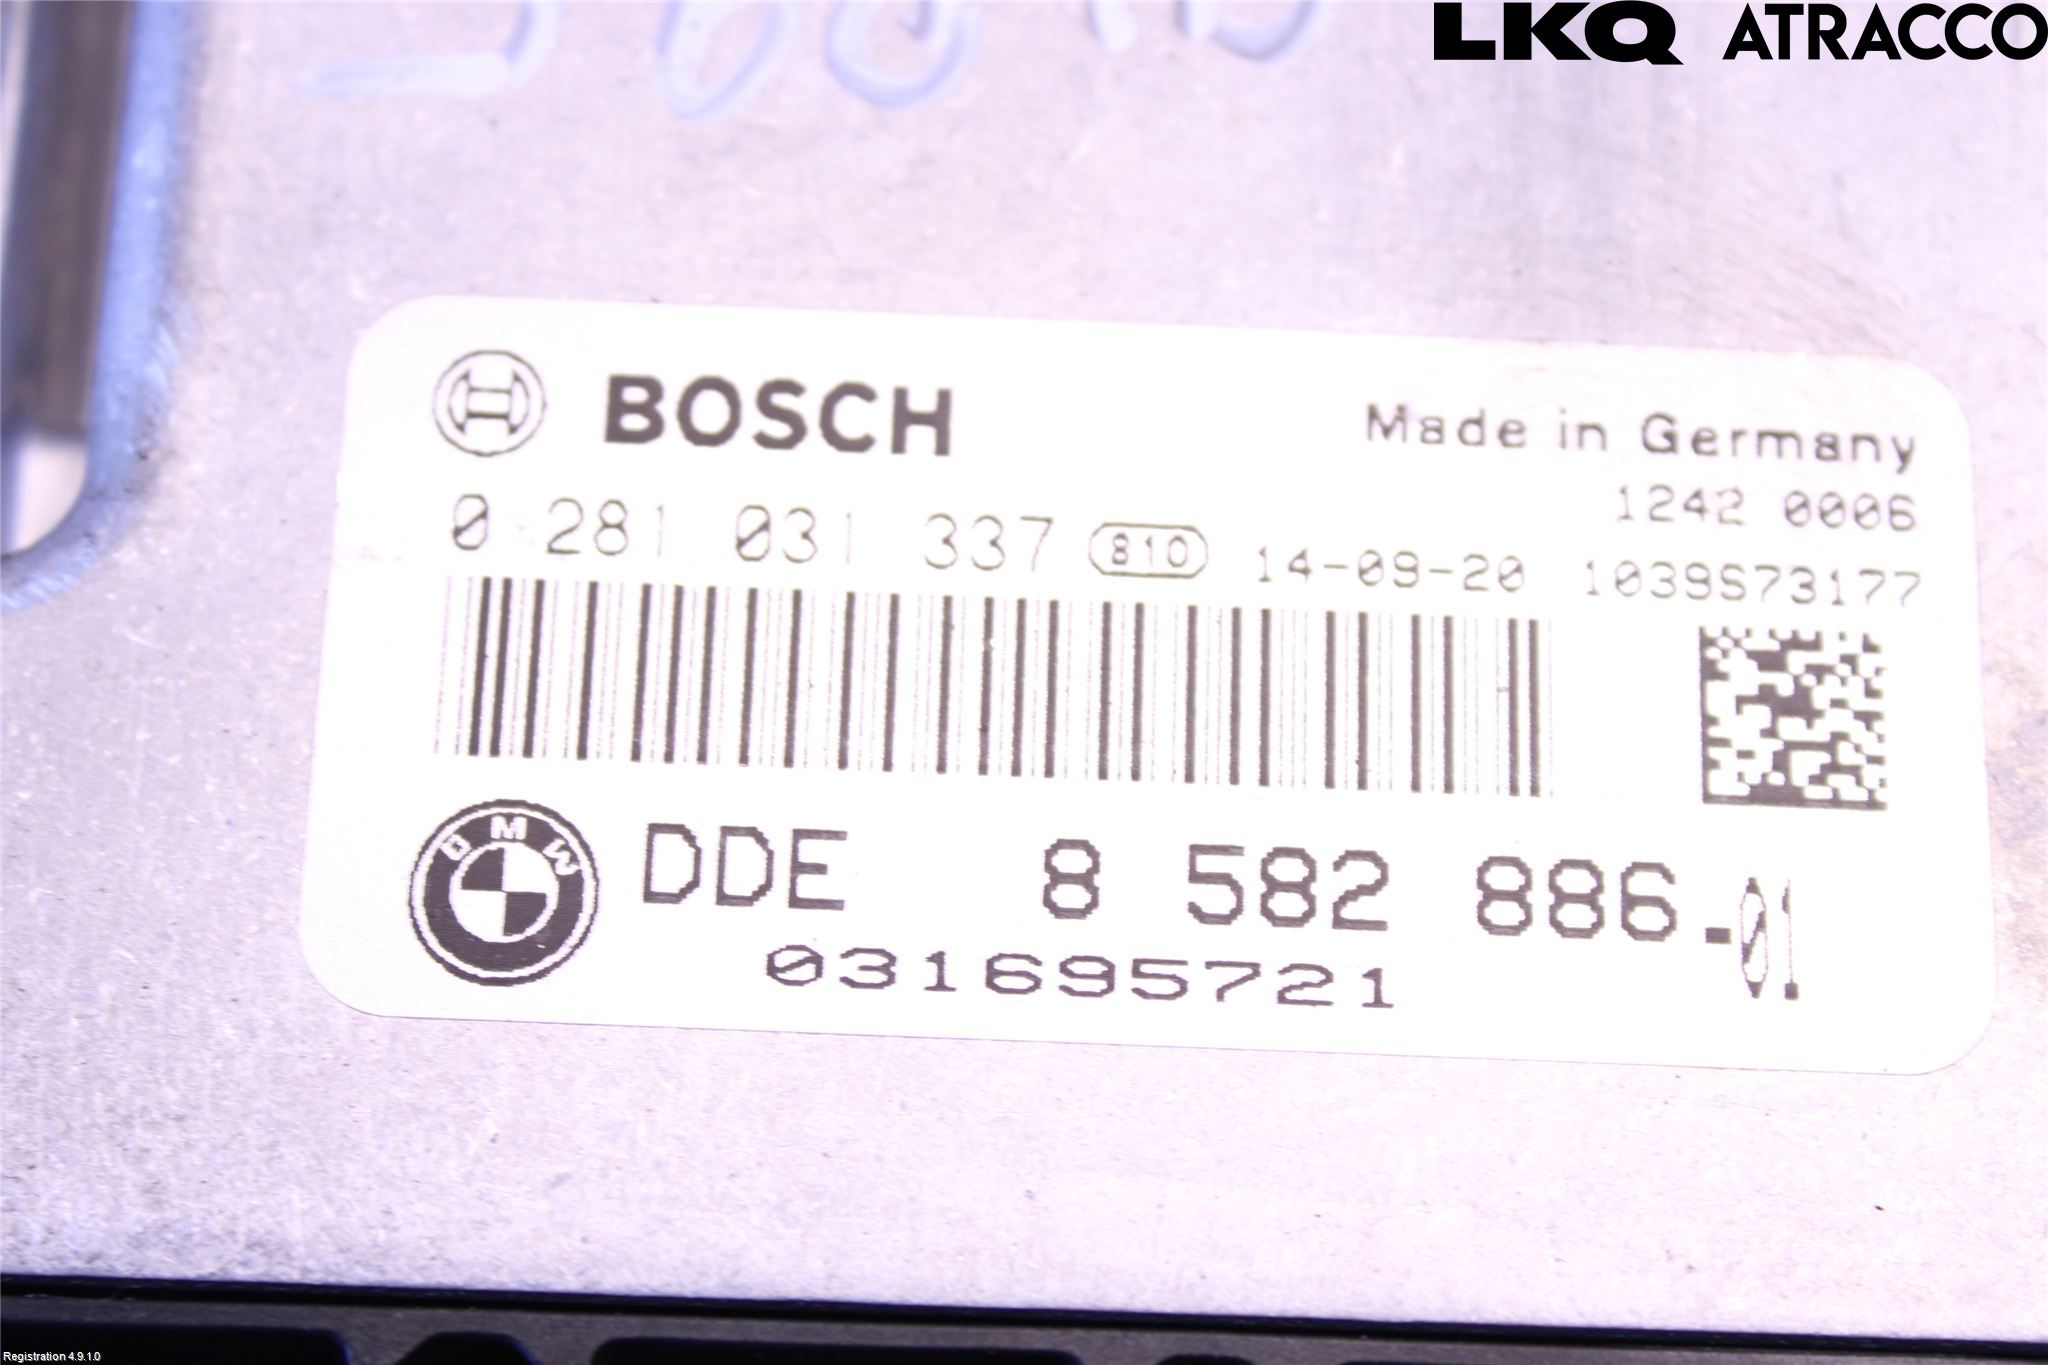 LKQ ATRACCO
BOSCH
Made in Germany
1242 0006
0 281 031 337 810 14-09-20 1039S73177
BMW
DDE 8 582 886-01
031695721
Registration 4.9.1.0